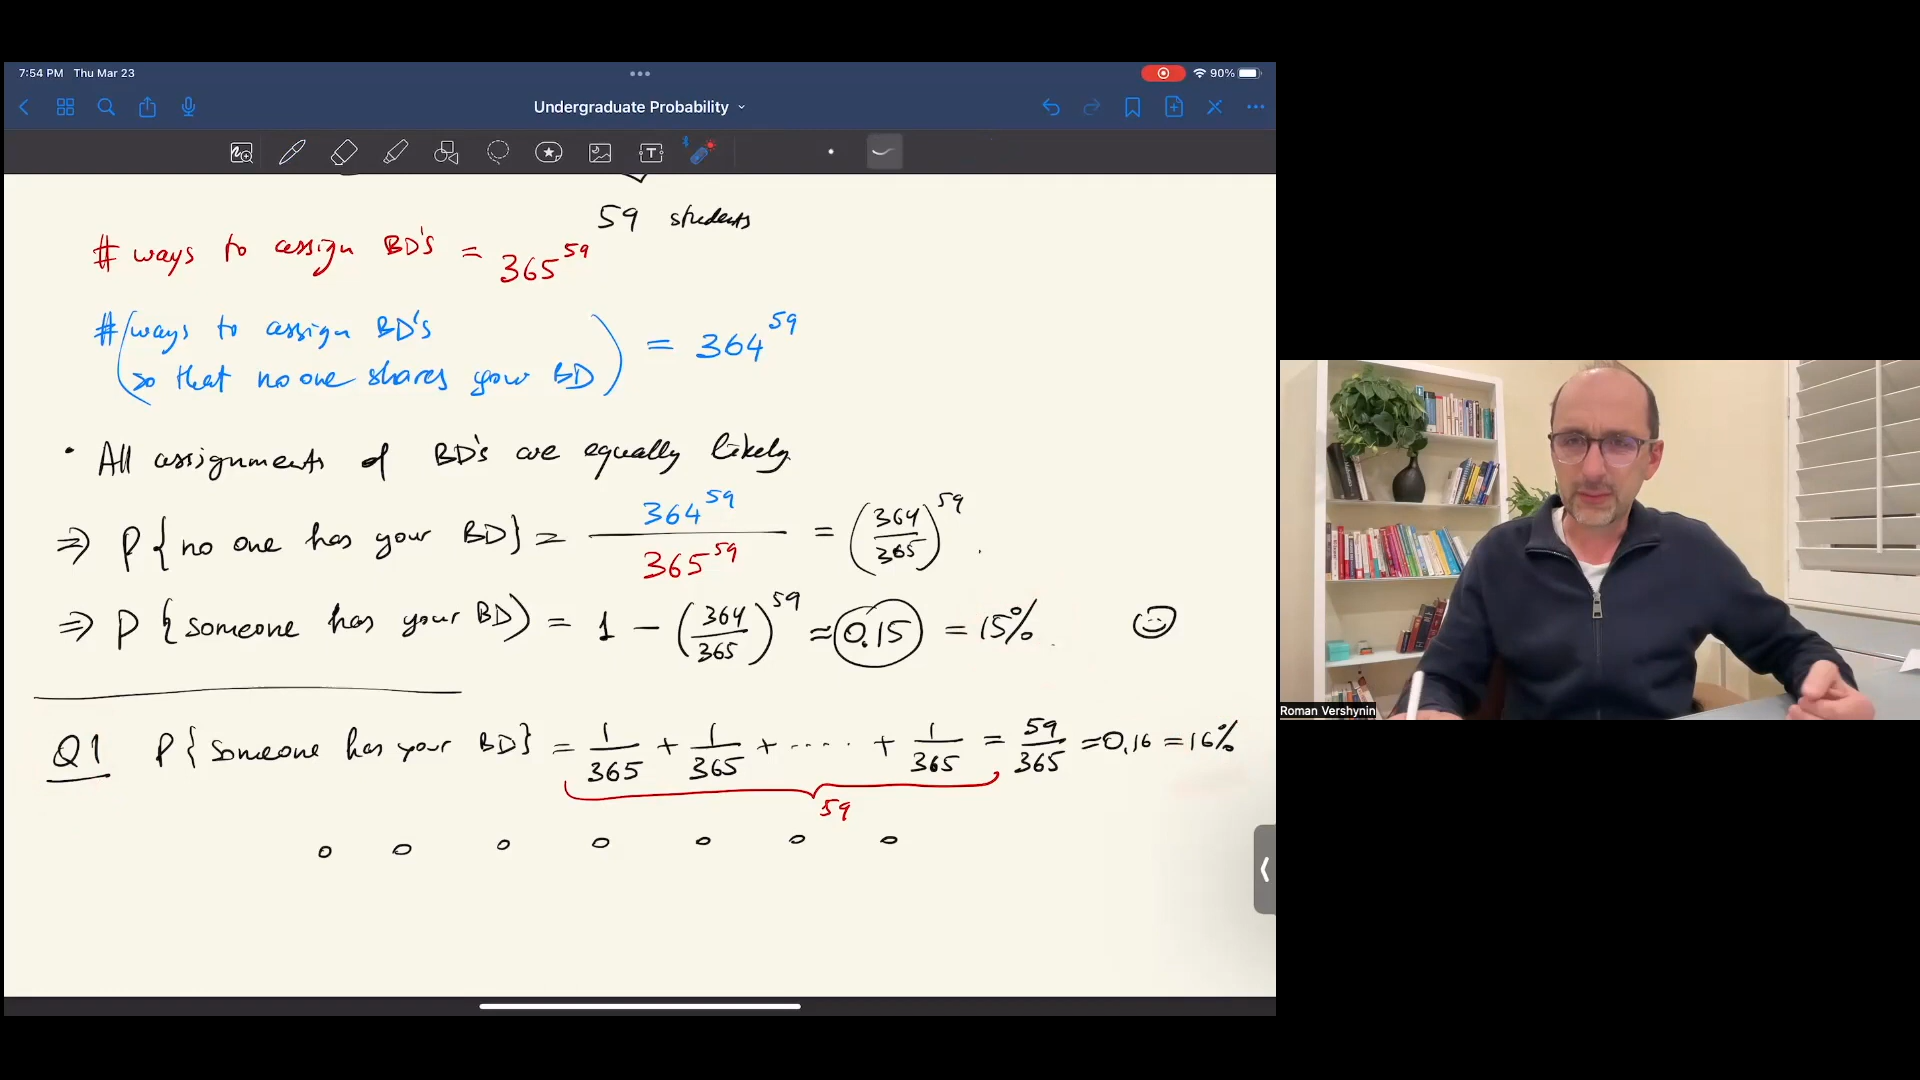 7:54 PM Thu Mar 23
90%
Undergraduate Probability
59 students
# ways to assign BD's = 365^59
# (ways to assign BD's
so that no one shares your BD) = 364^59
• All assignments of BD's are equally likely.
⇒ P{no one has your BD} = 364^59 / 365^59 = (364/365)^59.
⇒ P{someone has your BD) = 1 − (364/365)^59 ≈ 0.15 = 15%.
Q1 P{someone has your BD} = 1/365 + 1/365 + ..... + 1/365 = 59/365 = 0,16 = 16%
59
Roman Vershynin